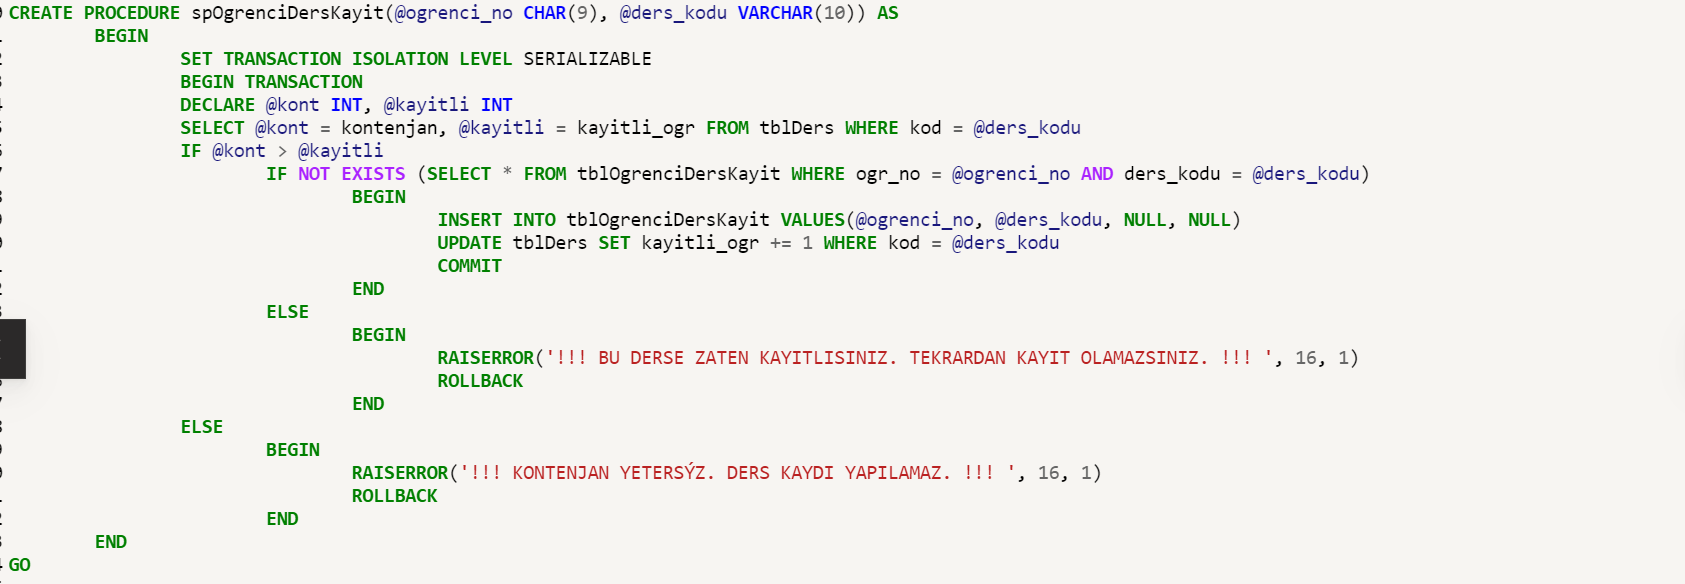 CREATE PROCEDURE spOgrenciDersKayit(@ogrenci_no CHAR(9), @ders_kodu VARCHAR(10)) AS
BEGIN
SET TRANSACTION ISOLATION LEVEL SERIALIZABLE
BEGIN TRANSACTION
DECLARE @kont INT, @kayitli INT
SELECT @kont = kontenjan, @kayitli = kayitli_ogr FROM tblDers WHERE kod = @ders_kodu
IF @kont > @kayitli
IF NOT EXISTS (SELECT * FROM tblOgrenciDersKayit WHERE ogr_no = @ogrenci_no AND ders_kodu = @ders_kodu)
BEGIN
INSERT INTO tblOgrenciDersKayit VALUES(@ogrenci_no, @ders_kodu, NULL, NULL)
UPDATE tblDers SET kayitli_ogr += 1 WHERE kod = @ders_kodu
COMMIT
END
ELSE
BEGIN
RAISERROR('!!! BU DERSE ZATEN KAYITLISINIZ. TEKRARDAN KAYIT OLAMAZSINIZ. !!! ', 16, 1)
ROLLBACK
END
ELSE
BEGIN
RAISERROR('!!! KONTENJAN YETERSÝZ. DERS KAYDI YAPILAMAZ. !!! ', 16, 1)
ROLLBACK
END
END
GO